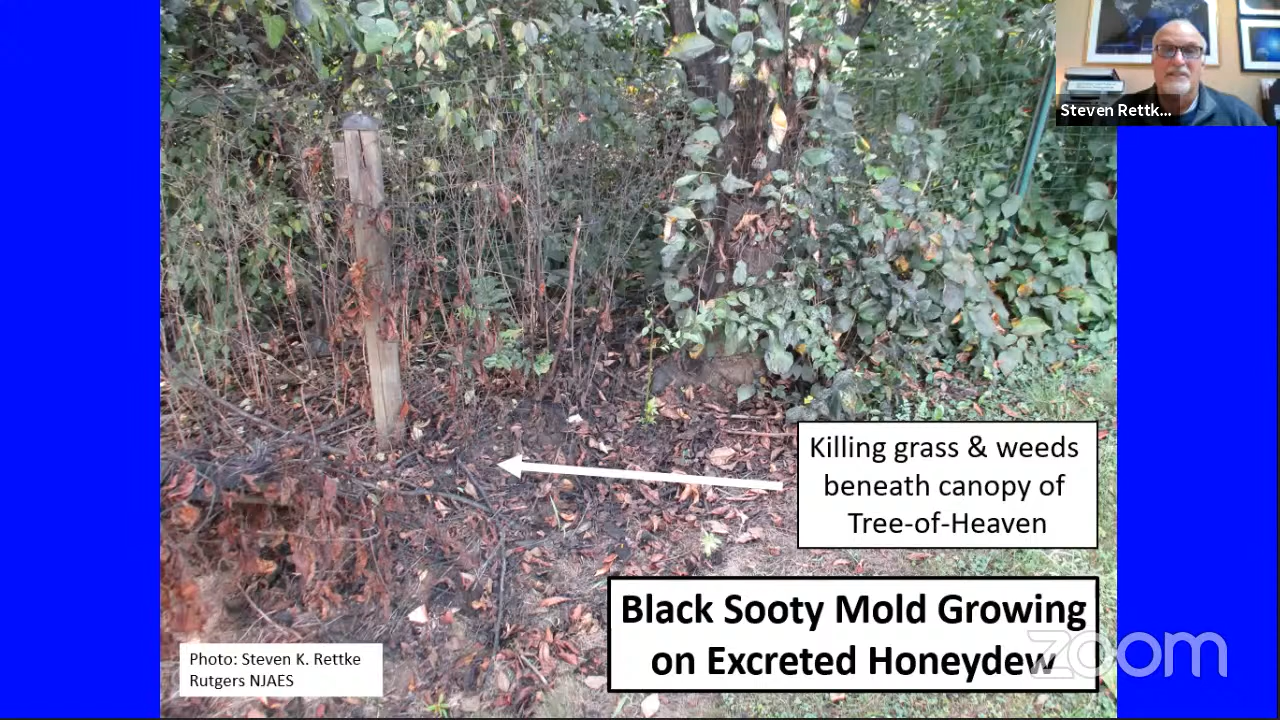 Steven Rettk...
Killing grass & weeds
beneath canopy of
Tree-of-Heaven
Black Sooty Mold Growing
on Excreted Honeydew
zoom
Photo: Steven K. Rettke
Rutgers NJAES